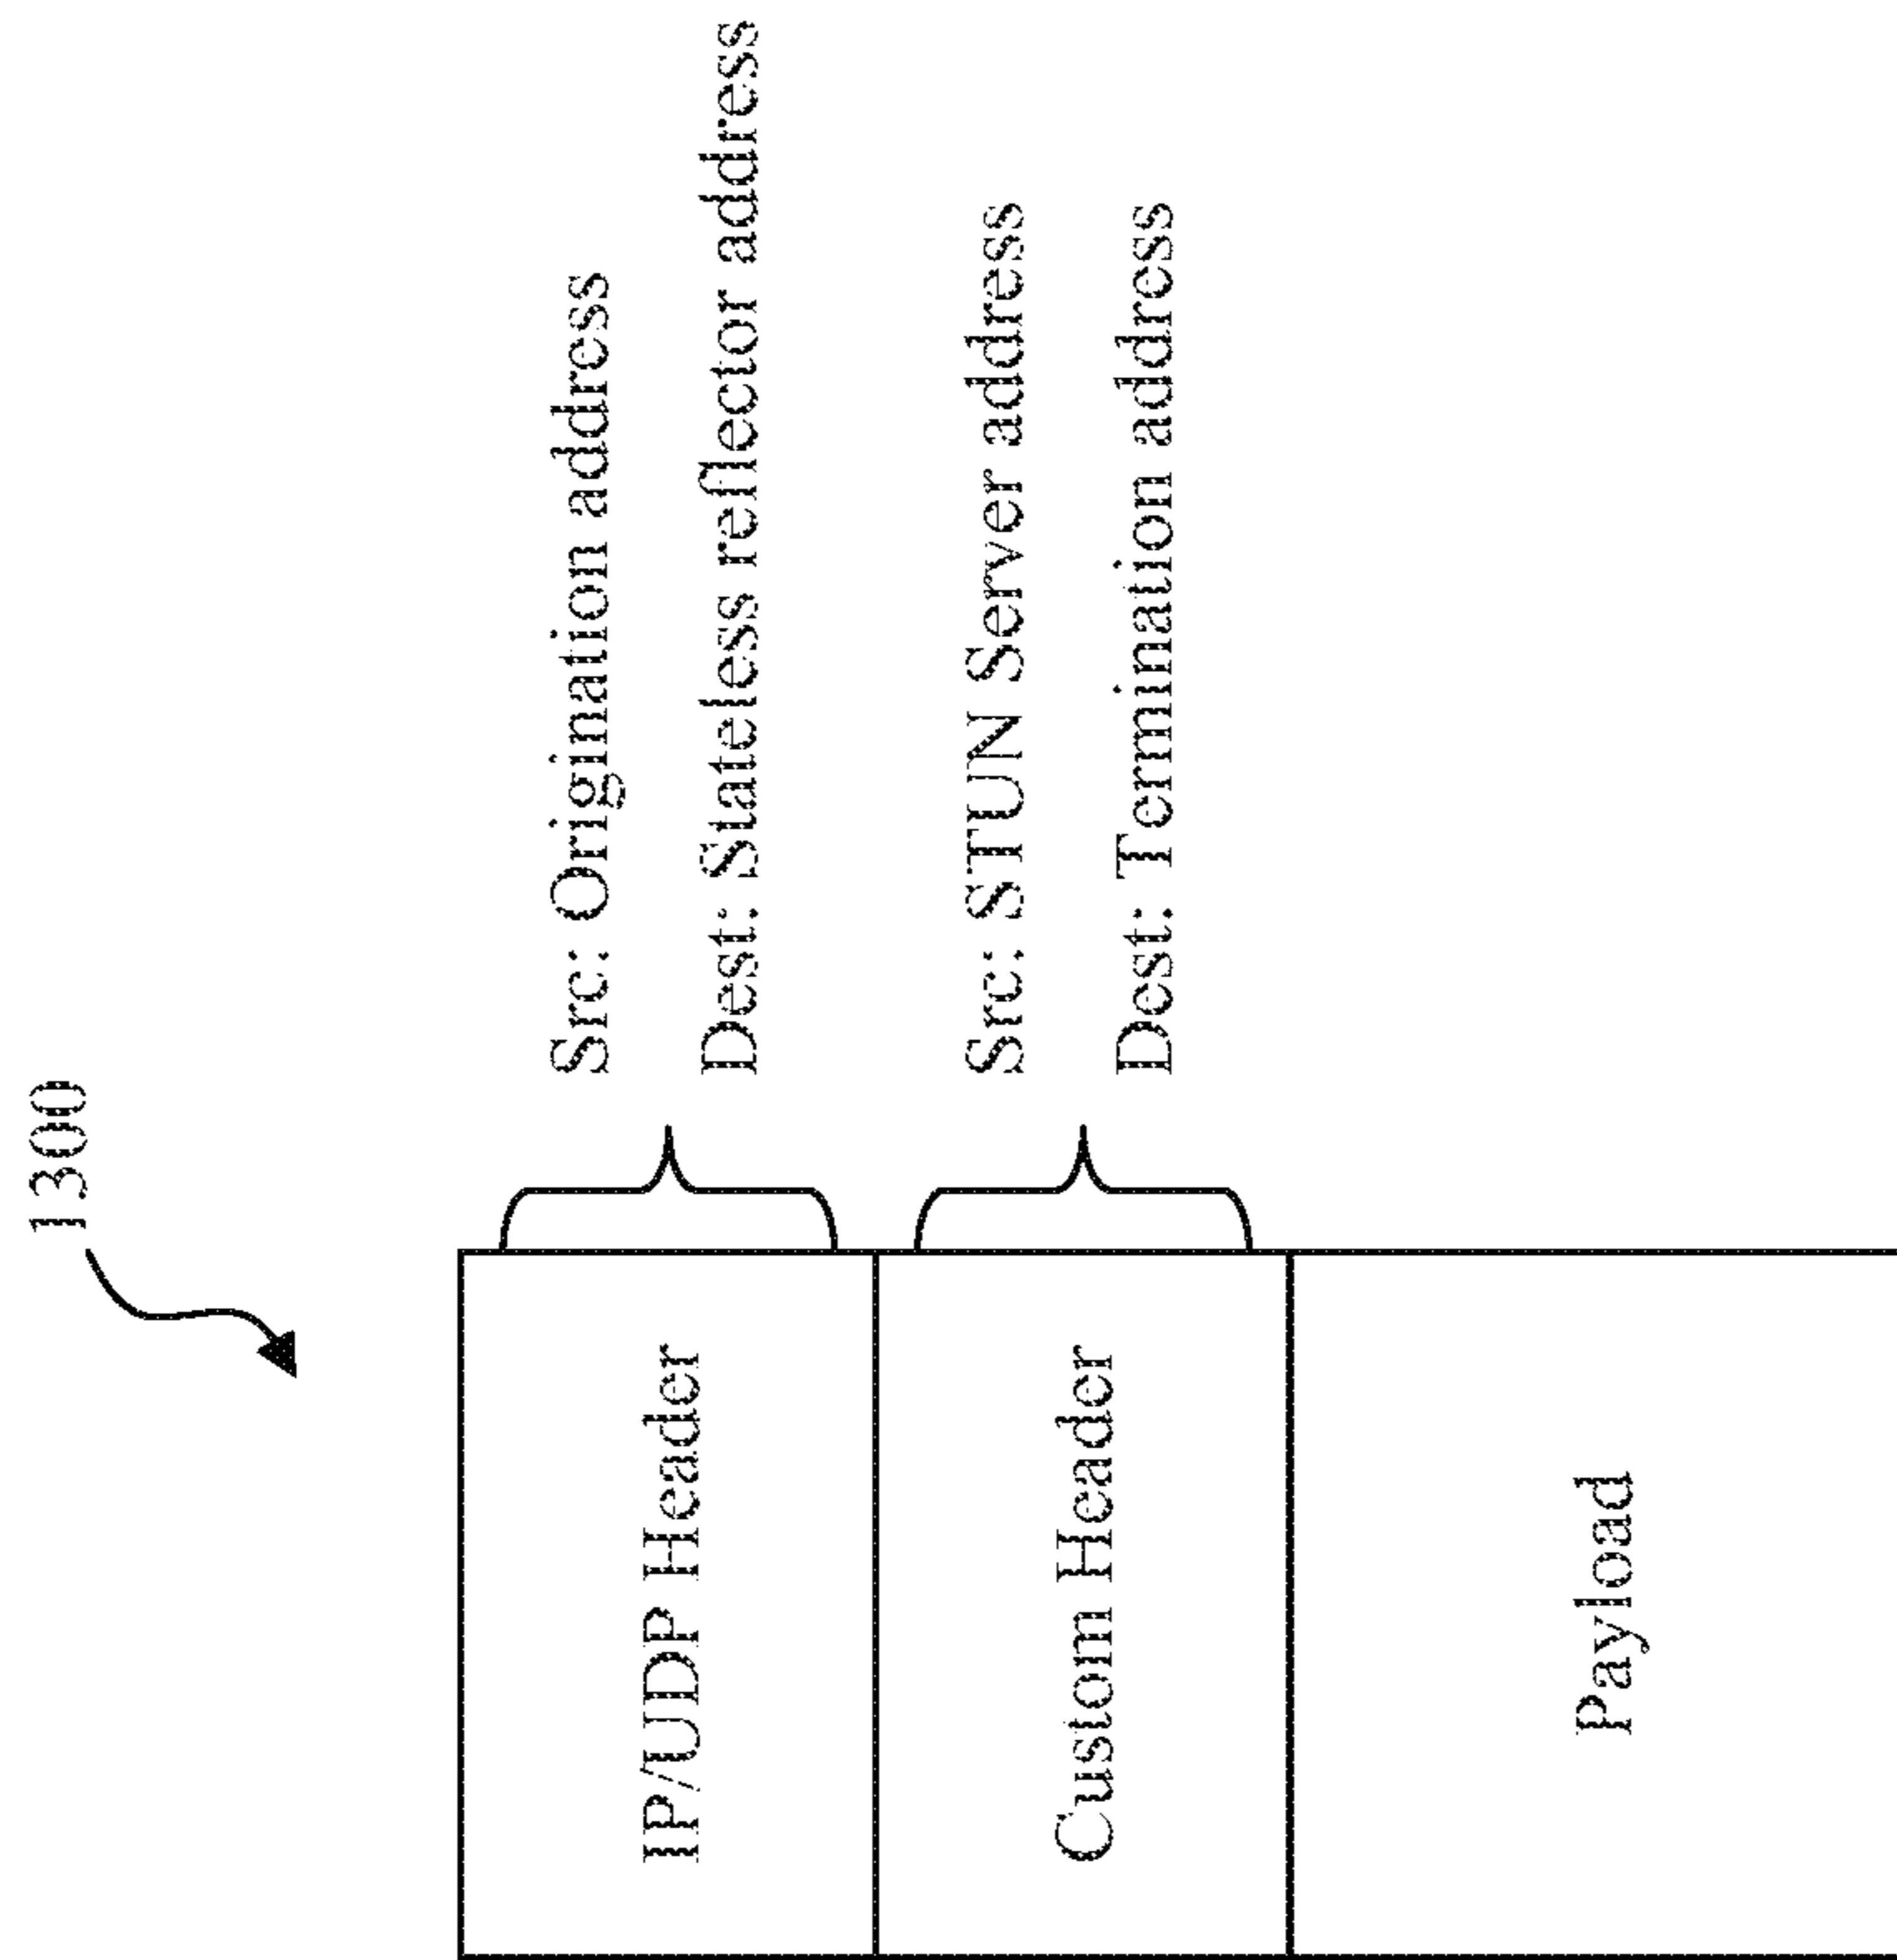 1300
IP/UDP Header
Src: Origination address
Dest: Stateless reflector address
Custom Header
Src: STUN Server address
Dest: Termination address
Payload